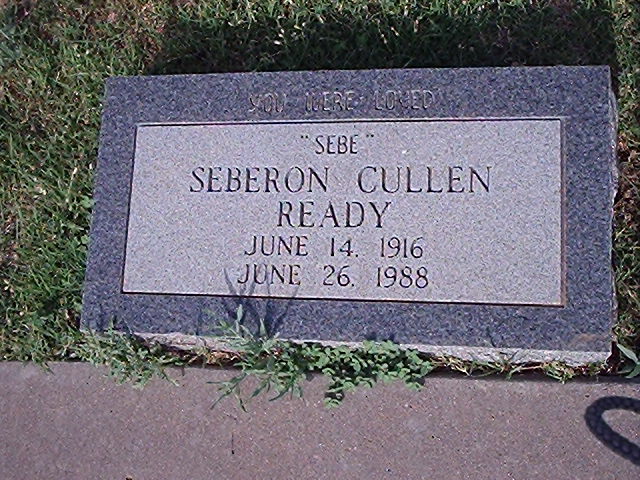 YOU WERE LOVED
"SEBE"
SEBERON CULLEN
READY
JUNE 14, 1916
JUNE 26, 1988